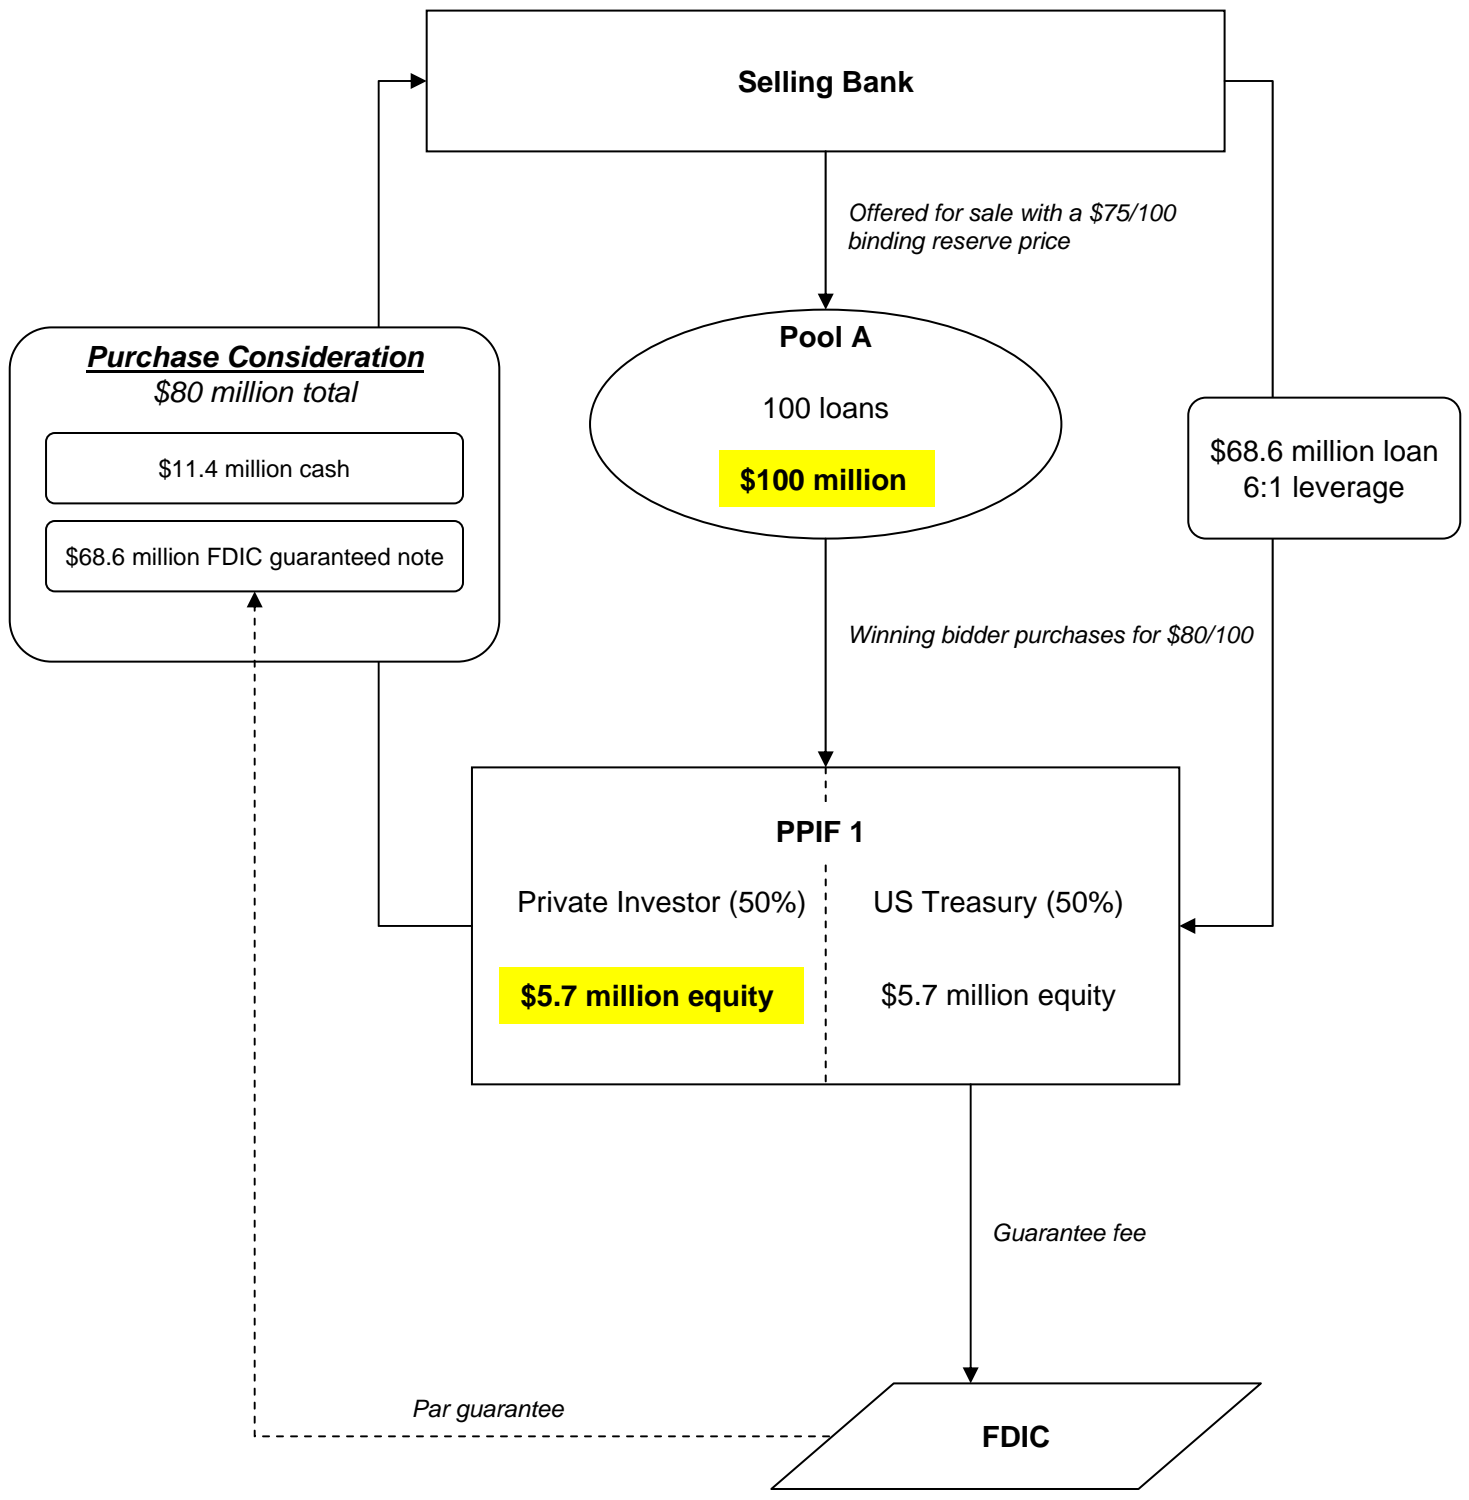 Selling Bank
Offered for sale with a $75/100
binding reserve price
Purchase Consideration
$80 million total
$11.4 million cash
$68.6 million FDIC guaranteed note
Pool A
100 loans
$100 million
$68.6 million loan
6:1 leverage
Winning bidder purchases for $80/100
PPIF 1
Private Investor (50%)
US Treasury (50%)
$5.7 million equity
$5.7 million equity
Guarantee fee
Par guarantee
FDIC